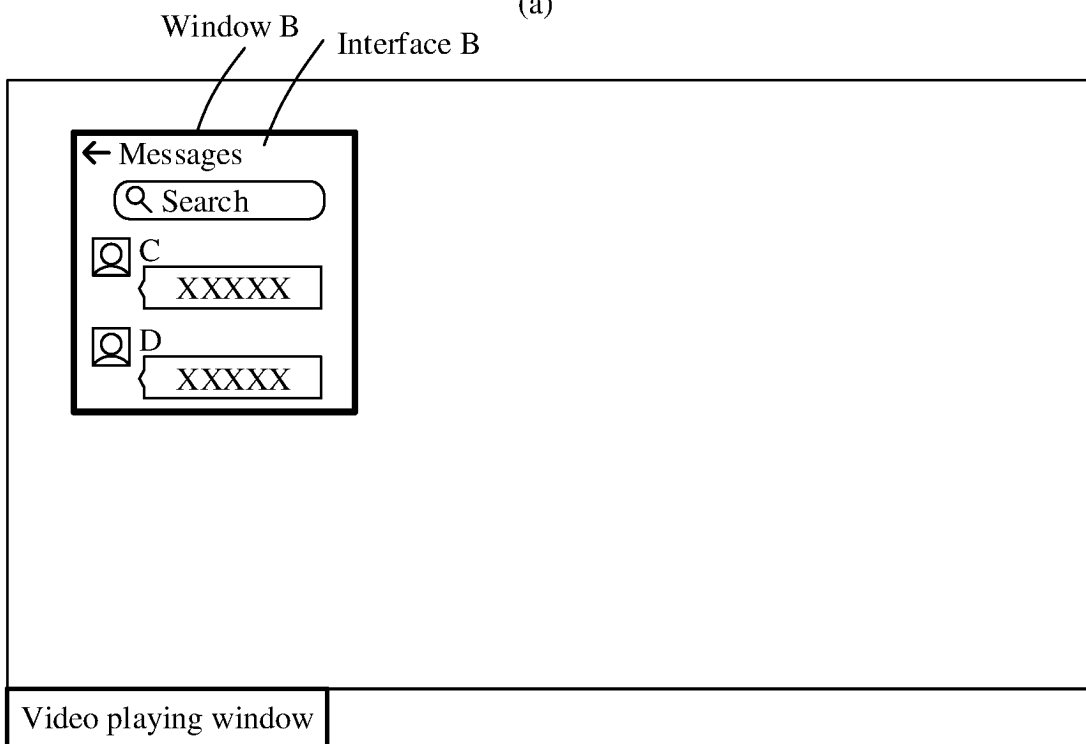 (a)
Window B
Interface B
Messages
Search
C
XXXXX
D
XXXXX
Video playing window